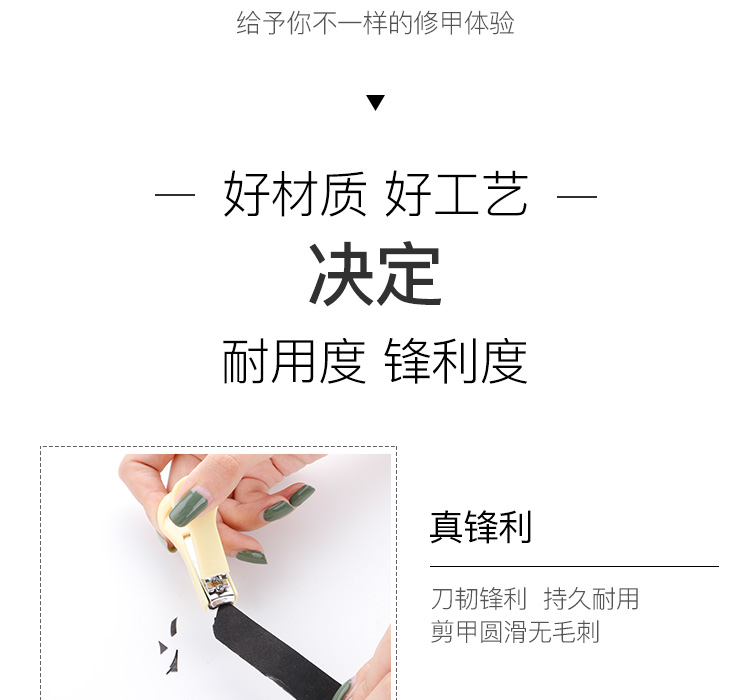 给予你不一样的修甲体验
好材质 好工艺
决定
耐用度 锋利度
真锋利
刀韧锋利 持久耐用
剪甲圆滑无毛刺